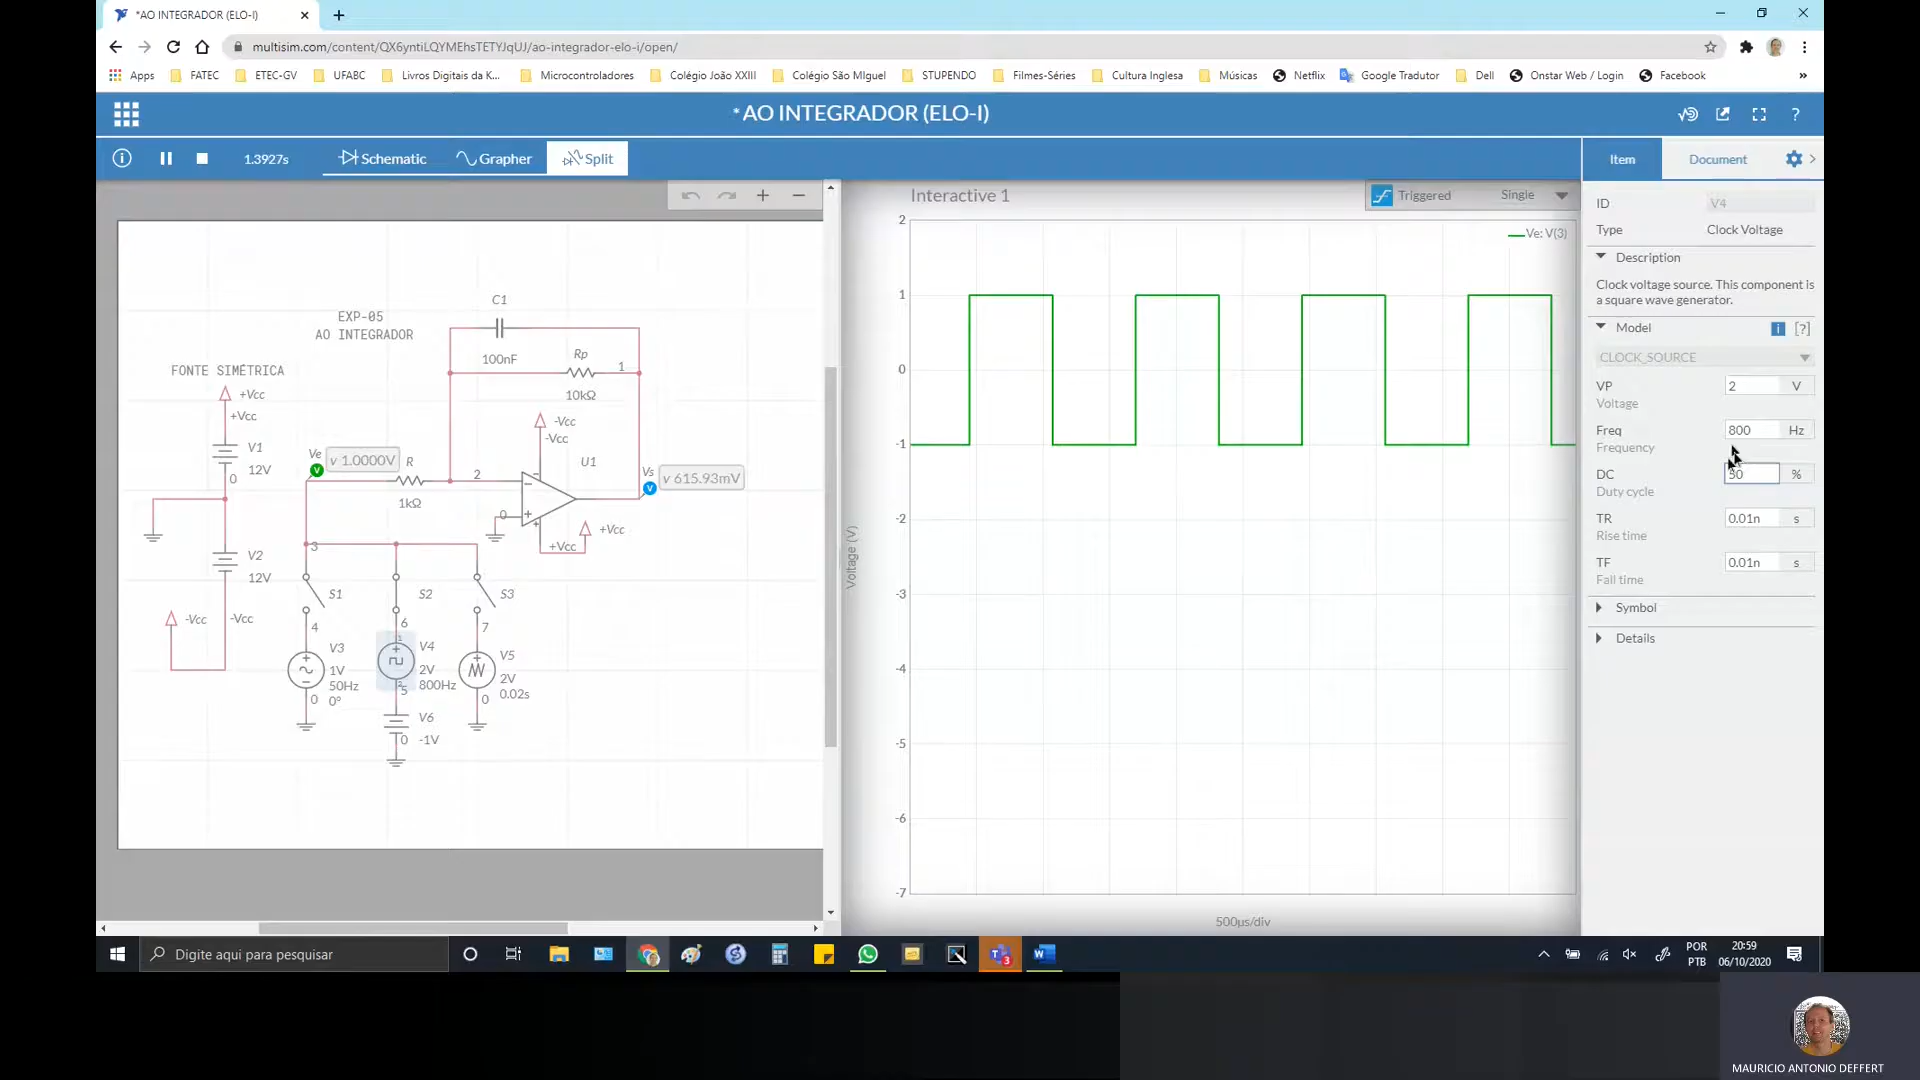 *AO INTEGRADOR (ELO-I)
multisim.com/content/QX6yntiLQYMEhsTETYJqUJ/ao-integrador-elo-i/open/
Apps FATEC ETEC-GV UFABC Livros Digitais da K... Microcontroladores Colégio João XXIII Colégio São MIguel STUPENDO Filmes-Séries Cultura Inglesa Músicas Netflix Google Tradutor Dell Onstar Web / Login Facebook »
*AO INTEGRADOR (ELO-I)
?
1.3927s Schematic Grapher Split
Item Document
Interactive 1
Triggered Single
Ve: V(3)
2
1
0
-1
-2
-3
-4
-5
-6
-7
Voltage (V)
500µs/div
EXP-05
AO INTEGRADOR
FONTE SIMÉTRICA
+Vcc
+Vcc
V1
12V
0
V2
12V
-Vcc
-Vcc
C1
100nF
Rp
1
10kΩ
-Vcc
-Vcc
U1
Ve
v 1.0000V
R
1kΩ
2
Vs
v 615.93mV
0
+Vcc
+Vcc
3
S1
S2
S3
4
6
7
V3
1V
50Hz
0°
0
V4
2V
800Hz
5
V5
2V
0.02s
0
V6
-1V
0
ID V4
Type Clock Voltage
Description
Clock voltage source. This component is
a square wave generator.
Model i [?]
CLOCK_SOURCE
VP 2 V
Voltage
Freq 800 Hz
Frequency
DC 50 %
Duty cycle
TR 0.01n s
Rise time
TF 0.01n s
Fall time
Symbol
Details
Digite aqui para pesquisar
3
POR
PTB
20:59
06/10/2020
MAURICIO ANTONIO DEFFERT